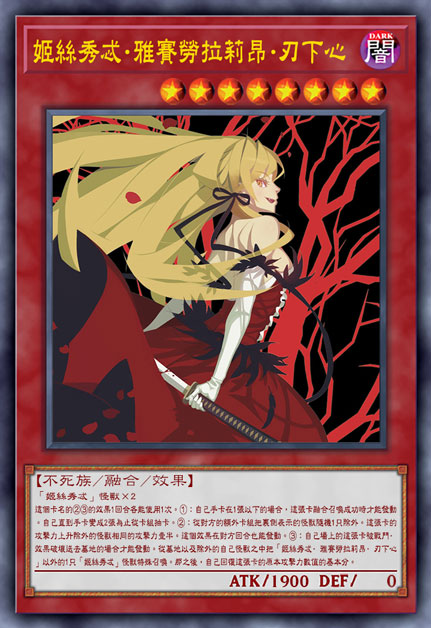 姬絲秀忒·雅賽勞拉莉昂·刃下心
DARK
闇
【不死族/融合/效果】
「姬絲秀忒」怪獸×2
這個卡名的②③的效果1回合各能使用1次。①：自己手卡在1張以下的場合，這張卡融合召喚成功時才能發動
。自己直到手卡變成2張為止從卡組抽卡。②：從對方的額外卡組把裏側表示的怪獸隨機1只除外。這張卡的
攻擊力上升除外的怪獸相同的攻擊力壹半。這個效果在對方回合也能發動。③：自己場上的這張卡被戰鬥、
效果破壞送去墓地的場合才能發動。從墓地以及除外的自己怪獸之中把「姬絲秀忒·雅賽勞拉莉昂·刃下心
」以外的1只「姬絲秀忒」怪獸特殊召喚。那之後，自己回復這張卡的原本攻擊力數值的基本分。
ATK/1900 DEF/ 0